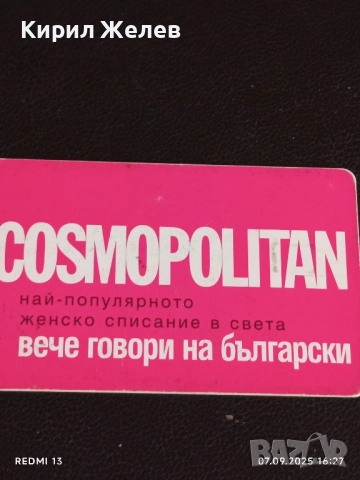 Кирил Желев
COSMOPOLITAN
най-популярното
женско списание в света
вече говори на български
REDMI 13
07.09.2025 16:27
BAZAR